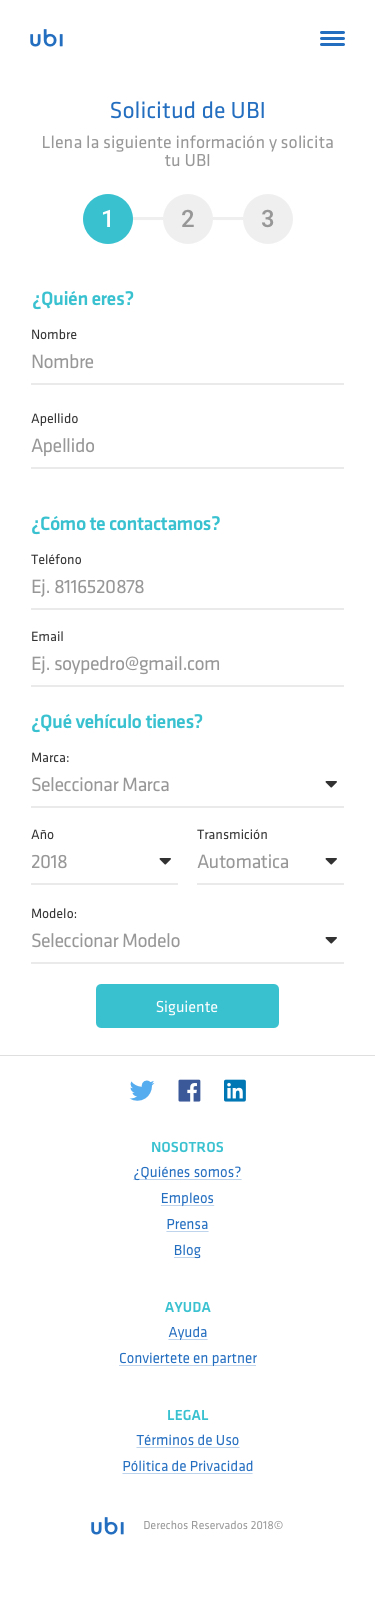 ubi
Solicitud de UBI
Llena la siguiente información y solicita
tu UBI
1 2 3
¿Quién eres?
Nombre
Nombre
Apellido
Apellido
¿Cómo te contactamos?
Teléfono
Ej. 8116520878
Email
Ej. soypedro@gmail.com
¿Qué vehículo tienes?
Marca:
Seleccionar Marca
Año Transmición
2018 Automatica
Modelo:
Seleccionar Modelo
Siguiente
NOSOTROS
¿Quiénes somos?
Empleos
Prensa
Blog
AYUDA
Ayuda
Conviertete en partner
LEGAL
Términos de Uso
Pólitica de Privacidad
ubi Derechos Reservados 2018©